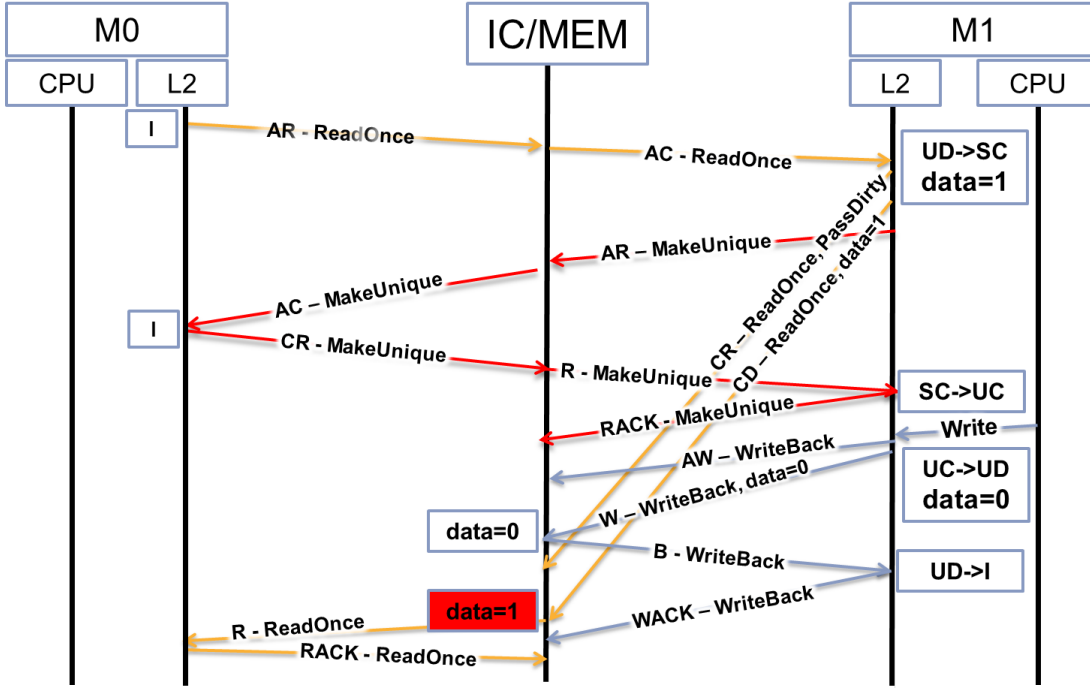 M0
IC/MEM
M1
CPU
L2
L2
CPU
I
AR - ReadOnce
AC - ReadOnce
UD->SC
data=1
CR – ReadOnce, PassDirty
CD – ReadOnce, data=1
AR – MakeUnique
AC – MakeUnique
I
CR - MakeUnique
R - MakeUnique
SC->UC
RACK - MakeUnique
Write
AW – WriteBack
W – WriteBack, data=0
UC->UD
data=0
data=0
B - WriteBack
UD->I
data=1
WACK – WriteBack
R - ReadOnce
RACK - ReadOnce